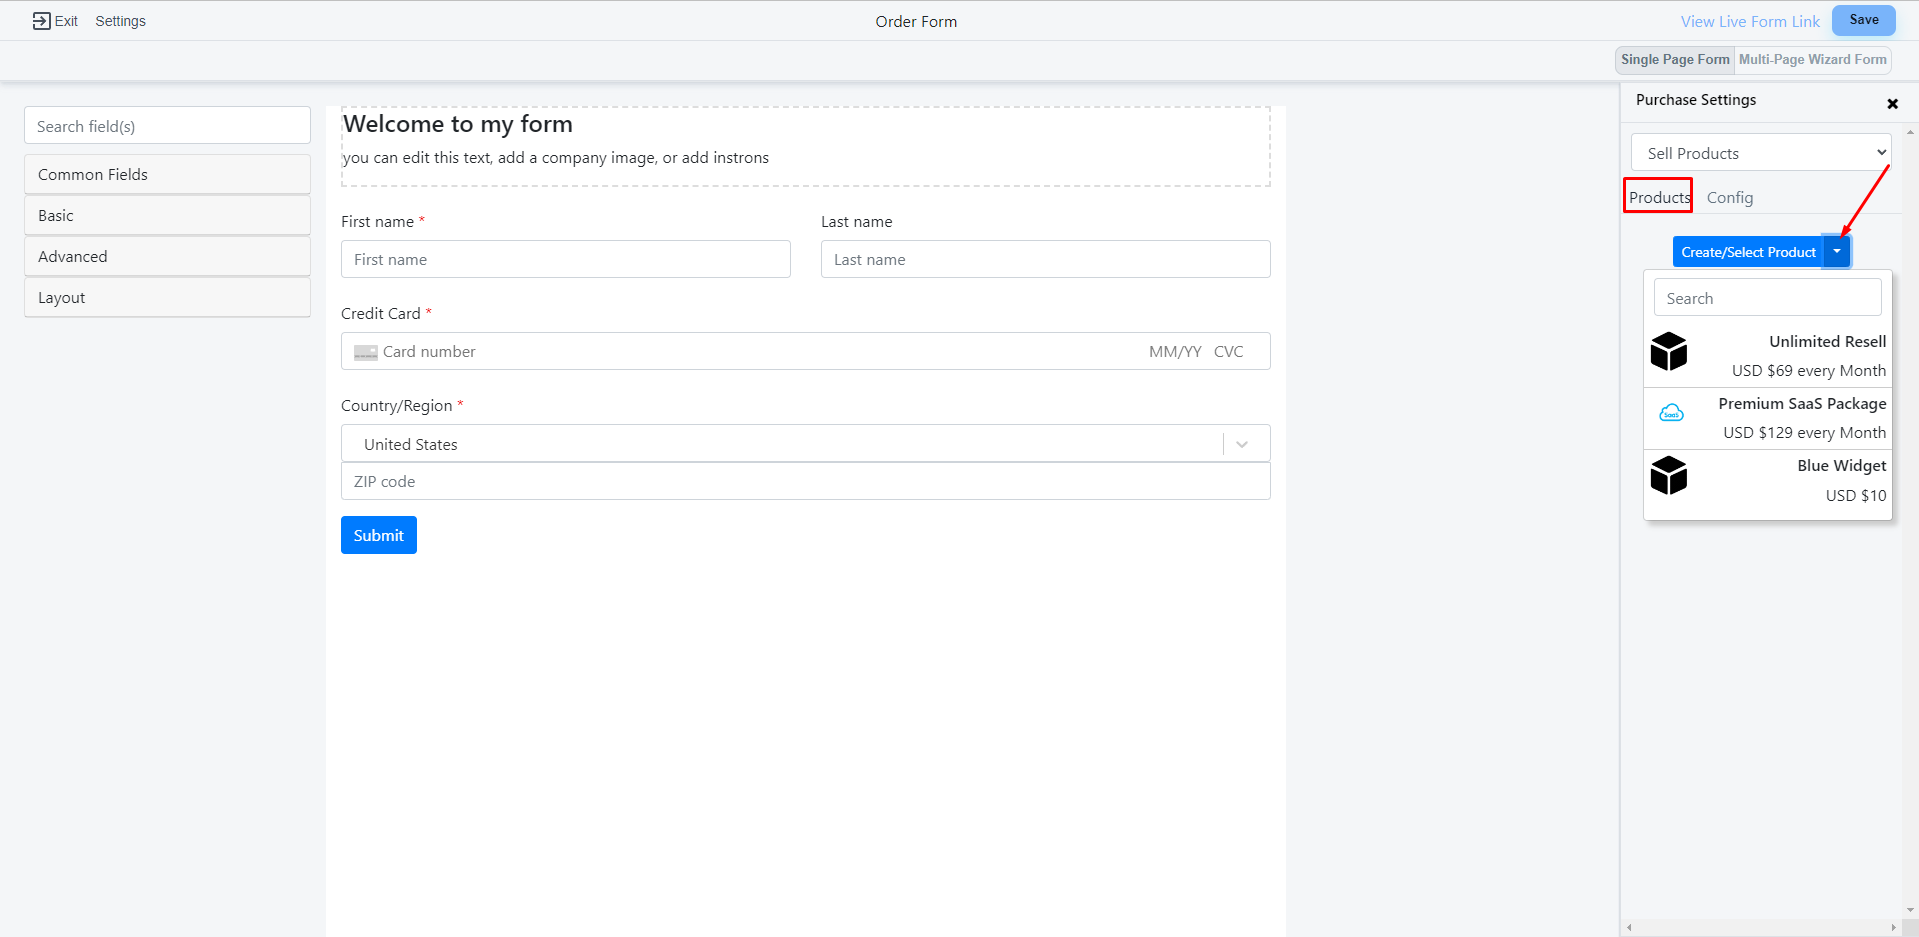 Exit Settings Order Form View Live Form Link Save
Single Page Form Multi-Page Wizard Form
Search field(s)
Common Fields
Basic
Advanced
Layout
Welcome to my form
you can edit this text, add a company image, or add instrons
First name * Last name
First name Last name
Credit Card *
Card number MM/YY CVC
Country/Region *
United States
ZIP code
Submit
Purchase Settings
Sell Products
Products Config
Create/Select Product
Search
Unlimited Resell
USD $69 every Month
SaaS
Premium SaaS Package
USD $129 every Month
Blue Widget
USD $10